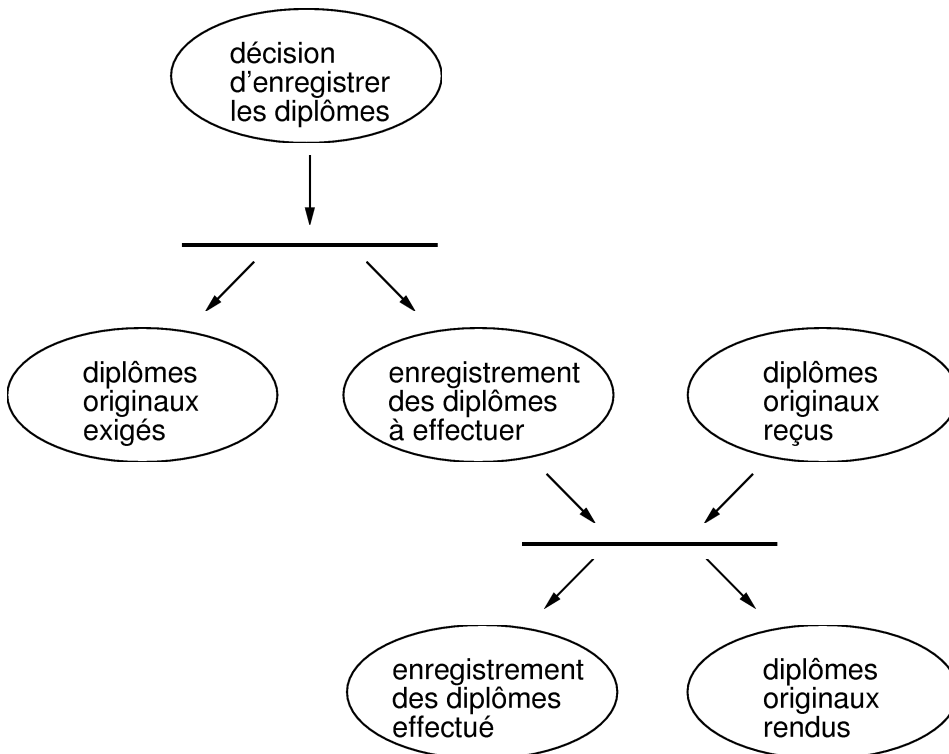 décision
d'enregistrer
les diplômes
diplômes
originaux
exigés
enregistrement
des diplômes
à effectuer
diplômes
originaux
reçus
enregistrement
des diplômes
effectué
diplômes
originaux
rendus